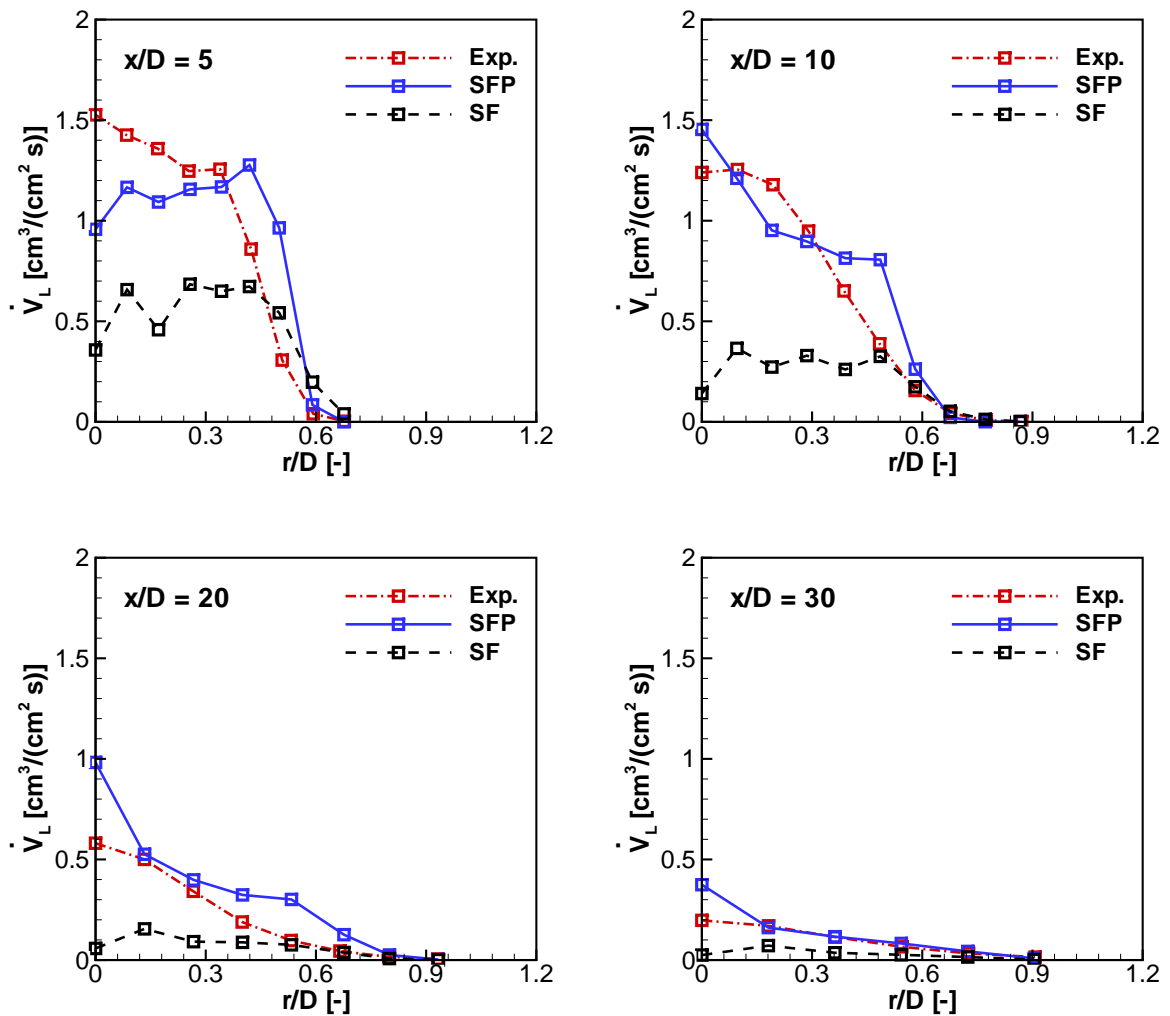 x/D = 5
Exp.
SFP
SF
V̇_L [cm³/(cm² s)]
2
1.5
1
0.5
0
0 0.3 0.6 0.9 1.2
r/D [-]
x/D = 10
Exp.
SFP
SF
V̇_L [cm³/(cm² s)]
2
1.5
1
0.5
0
0 0.3 0.6 0.9 1.2
r/D [-]
x/D = 20
Exp.
SFP
SF
V̇_L [cm³/(cm² s)]
2
1.5
1
0.5
0
0 0.3 0.6 0.9 1.2
r/D [-]
x/D = 30
Exp.
SFP
SF
V̇_L [cm³/(cm² s)]
2
1.5
1
0.5
0
0 0.3 0.6 0.9 1.2
r/D [-]